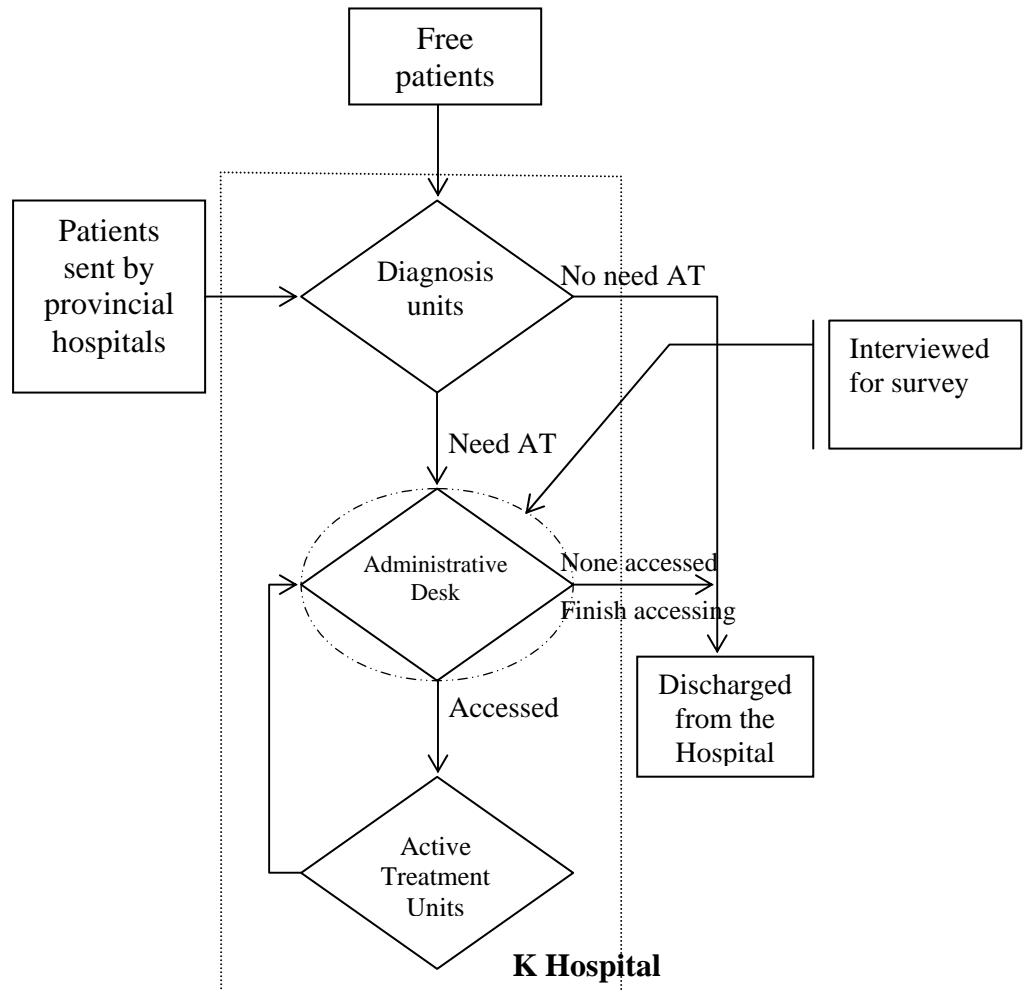 Free
patients
Patients
sent by
provincial
hospitals
Diagnosis
units
No need AT
Interviewed
for survey
Need AT
Administrative
Desk
None accessed
Finish accessing
Accessed
Discharged
from the
Hospital
Active
Treatment
Units
K Hospital